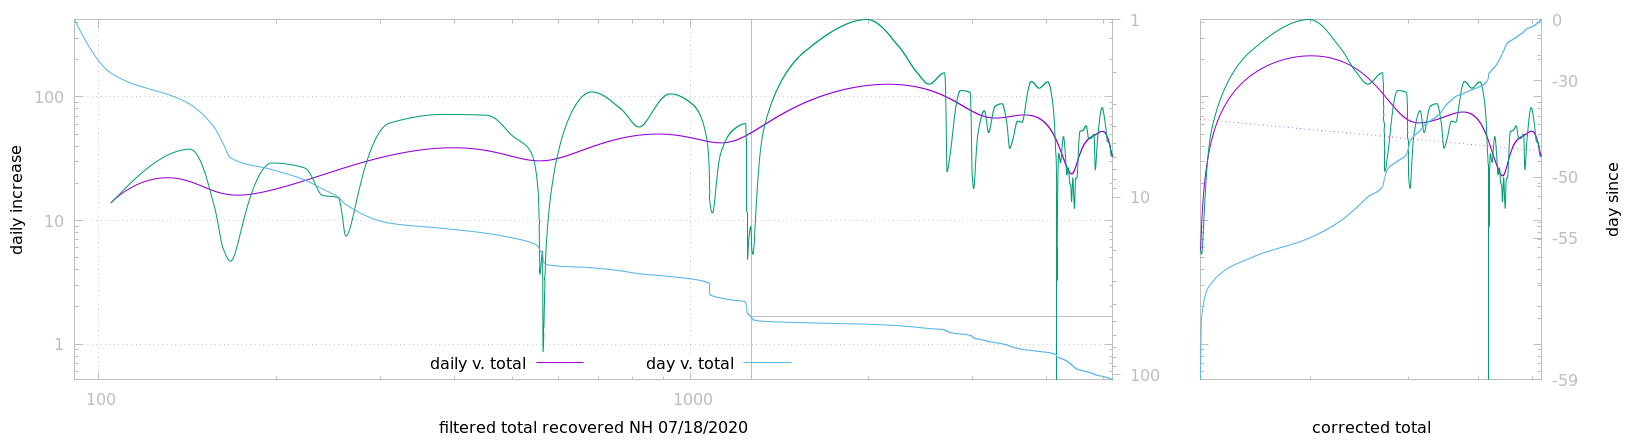 daily increase
100
10
1
100
1000
daily v. total
day v. total
1
10
100
filtered total recovered NH 07/18/2020
0
-30
-50
-55
-59
day since
corrected total